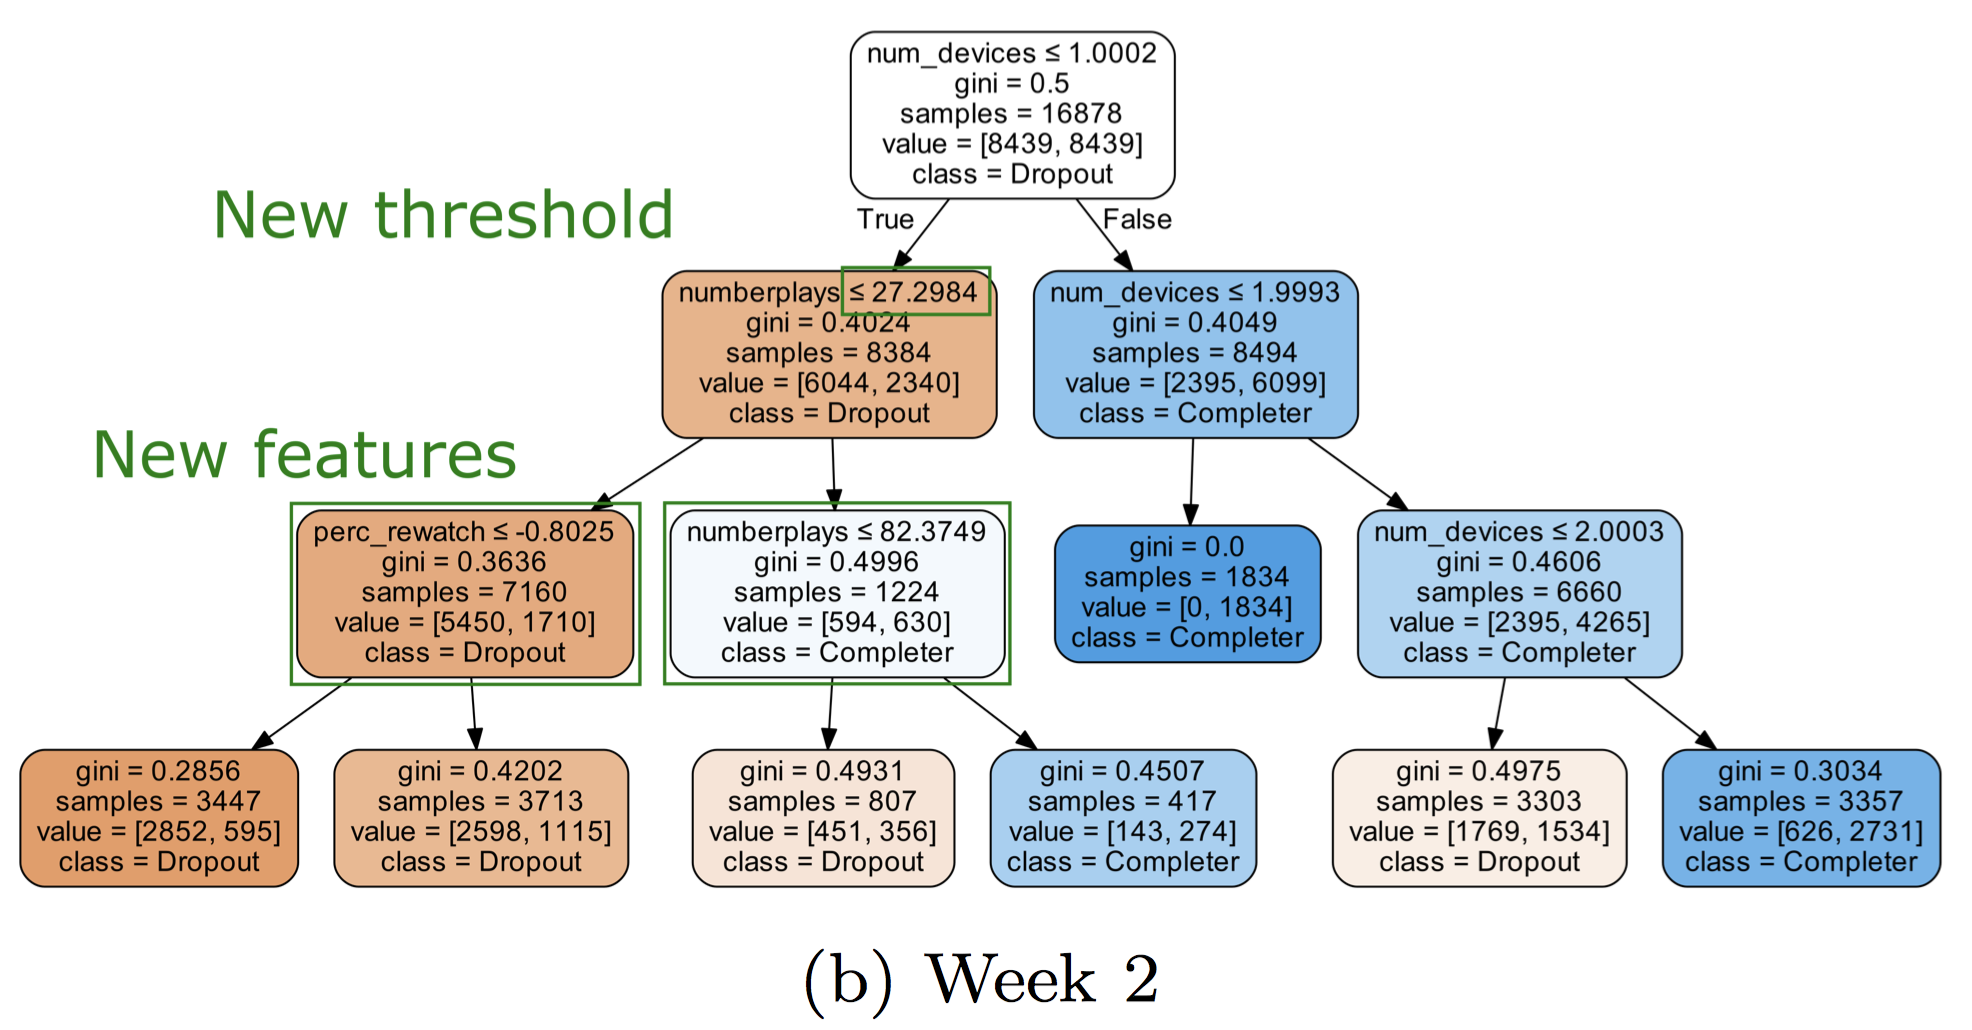 num_devices ≤ 1.0002
gini = 0.5
samples = 16878
value = [8439, 8439]
class = Dropout
New threshold
True
False
numberplays ≤ 27.2984
gini = 0.4024
samples = 8384
value = [6044, 2340]
class = Dropout
num_devices ≤ 1.9993
gini = 0.4049
samples = 8494
value = [2395, 6099]
class = Completer
New features
perc_rewatch ≤ -0.8025
gini = 0.3636
samples = 7160
value = [5450, 1710]
class = Dropout
numberplays ≤ 82.3749
gini = 0.4996
samples = 1224
value = [594, 630]
class = Completer
gini = 0.0
samples = 1834
value = [0, 1834]
class = Completer
num_devices ≤ 2.0003
gini = 0.4606
samples = 6660
value = [2395, 4265]
class = Completer
gini = 0.2856
samples = 3447
value = [2852, 595]
class = Dropout
gini = 0.4202
samples = 3713
value = [2598, 1115]
class = Dropout
gini = 0.4931
samples = 807
value = [451, 356]
class = Dropout
gini = 0.4507
samples = 417
value = [143, 274]
class = Completer
gini = 0.4975
samples = 3303
value = [1769, 1534]
class = Dropout
gini = 0.3034
samples = 3357
value = [626, 2731]
class = Completer
(b) Week 2